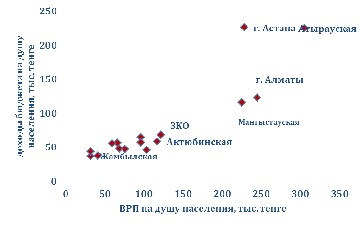 250
200
150
100
50
0
доходы бюджета на душу населения, тыс. тенге
г. Астана Атырауская
г. Алматы
Мангыстауская
ЗКО
Актюбинская
Жамбылская
0 50 100 150 200 250 300 350
ВРП на душу населения, тыс. тенге